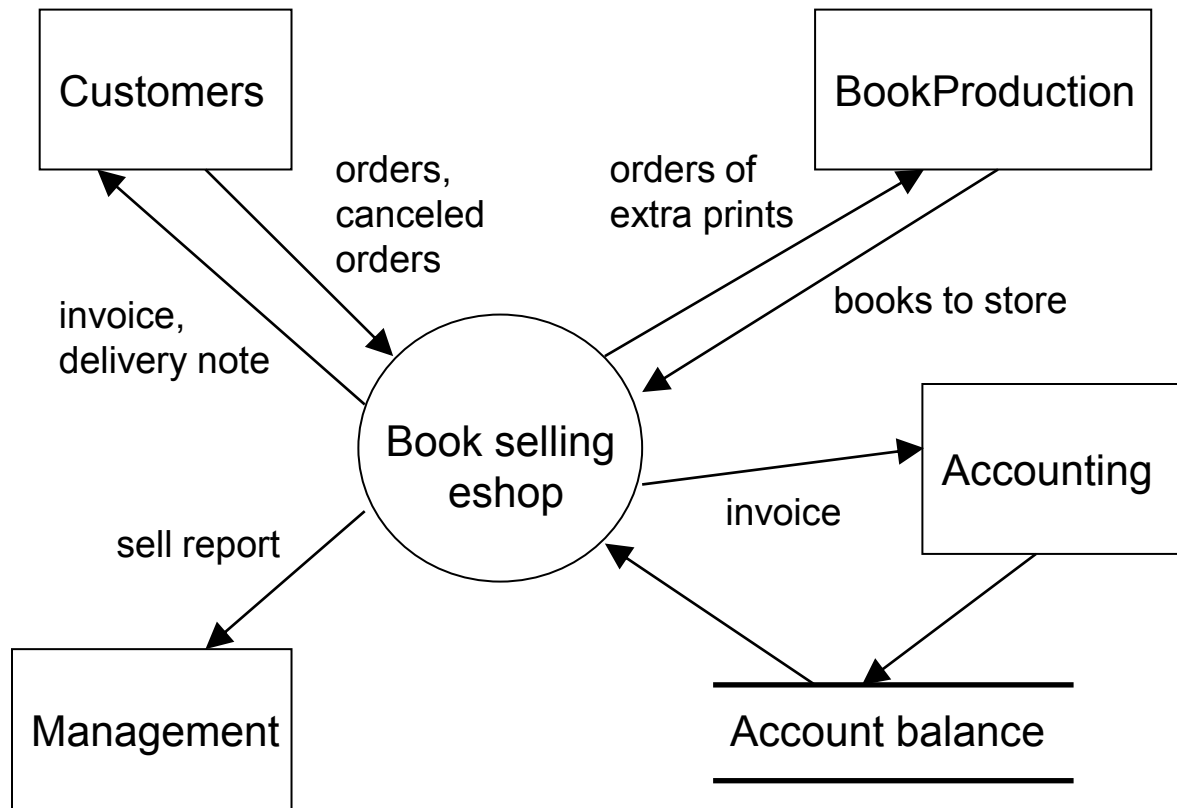 Customers
BookProduction
orders,
canceled
orders
orders of
extra prints
invoice,
delivery note
books to store
Book selling
eshop
Accounting
invoice
sell report
Management
Account balance